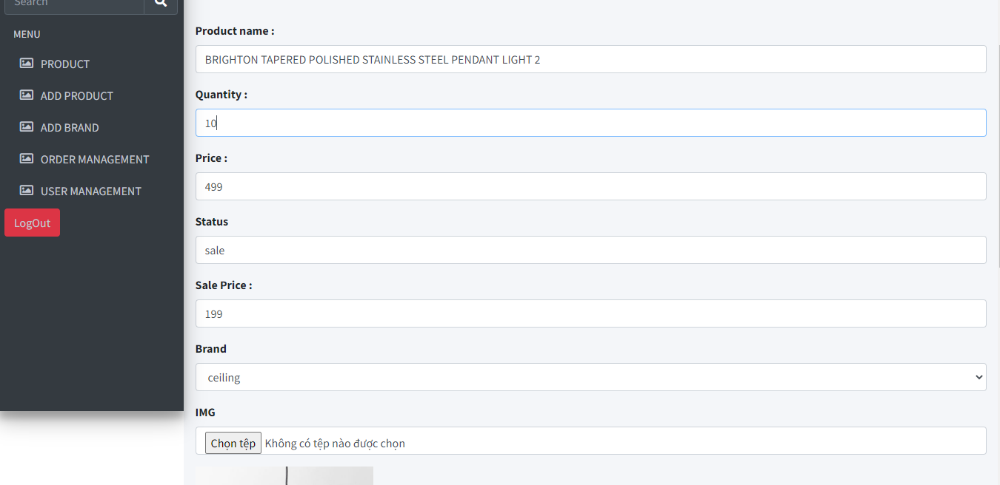 Search
MENU
PRODUCT
ADD PRODUCT
ADD BRAND
ORDER MANAGEMENT
USER MANAGEMENT
LogOut
Product name :
BRIGHTON TAPERED POLISHED STAINLESS STEEL PENDANT LIGHT 2
Quantity :
10
Price :
499
Status
sale
Sale Price :
199
Brand
ceiling
IMG
Chọn tệp Không có tệp nào được chọn